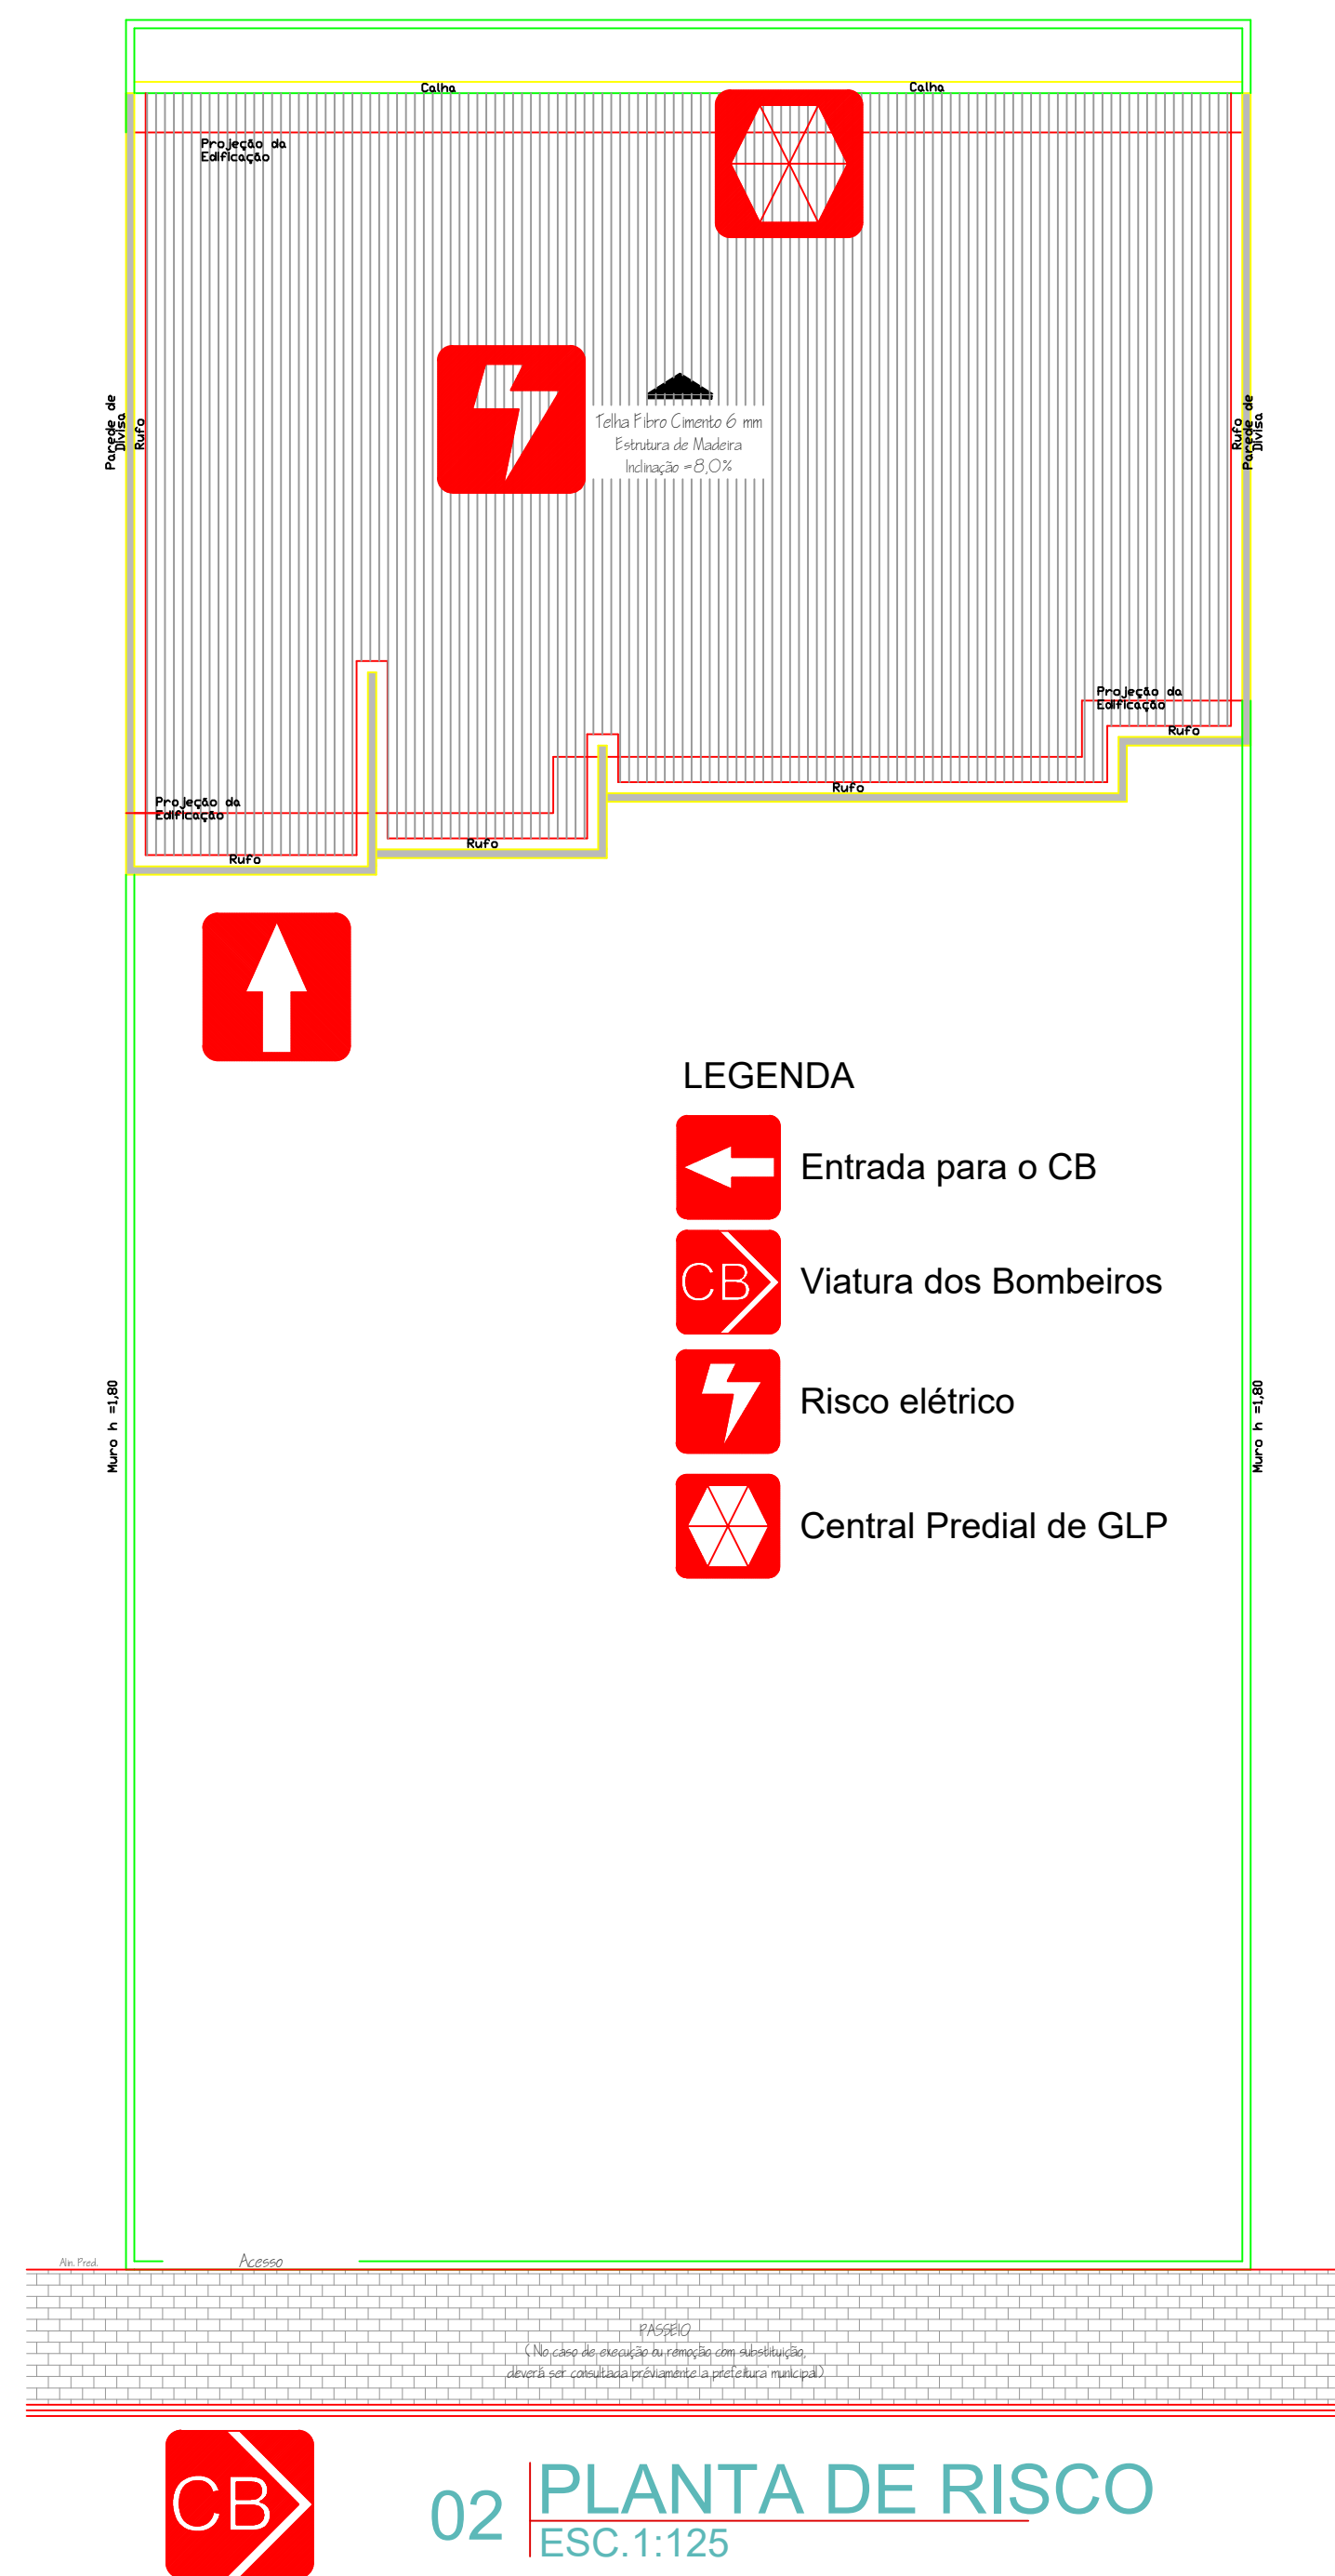 Calha
Calha
Projeção da
Edificação
Parede de
Divisa
Rufo
Rufo
Parede de
Divisa
Telha Fibro Cimento 6 mm
Estrutura de Madeira
Inclinação =8,0%
Projeção da
Edificação
Rufo
Rufo
Projeção da
Edificação
Rufo
Rufo
LEGENDA
Entrada para o CB
CB
Viatura dos Bombeiros
Risco elétrico
Central Predial de GLP
Muro h =1,80
Muro h =1,80
Alin. Pred.
Acesso
PASSEIO
( No caso de execução ou remoção com substituição,
deverá ser consultada préviamente a prefeitura municipal)
CB
02
PLANTA DE RISCO
ESC.1:125